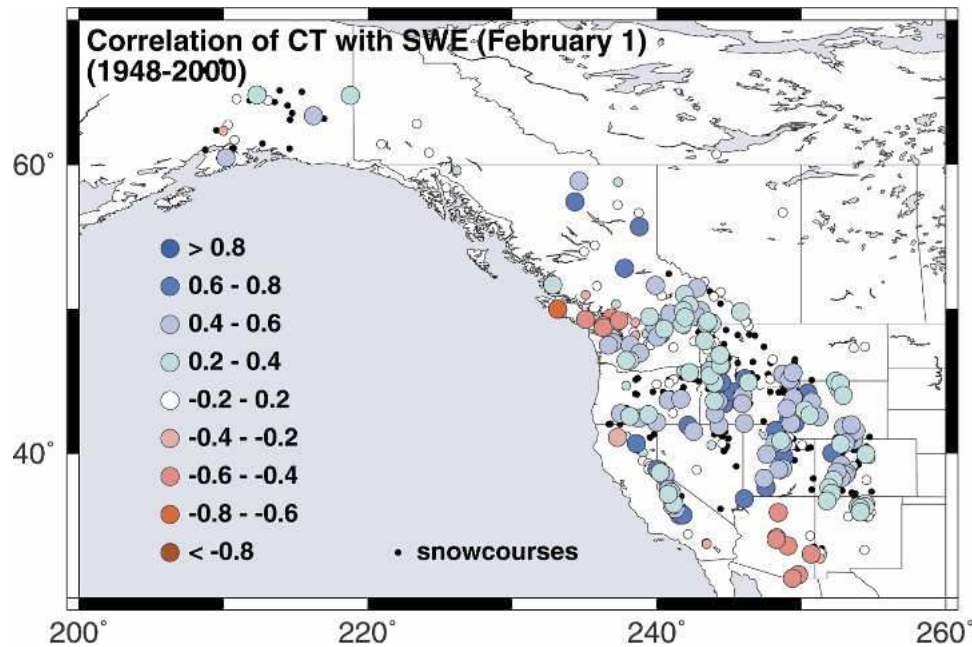 Correlation of CT with SWE (February 1)
(1948-2000)
60°
40°
> 0.8
0.6 - 0.8
0.4 - 0.6
0.2 - 0.4
-0.2 - 0.2
-0.4 - -0.2
-0.6 - -0.4
-0.8 - -0.6
< -0.8
snowcourses
200° 220° 240° 260°